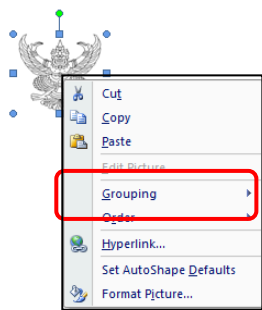 Cut
Copy
Paste
Edit Picture
Grouping
Order
Hyperlink...
Set AutoShape Defaults
Format Picture...